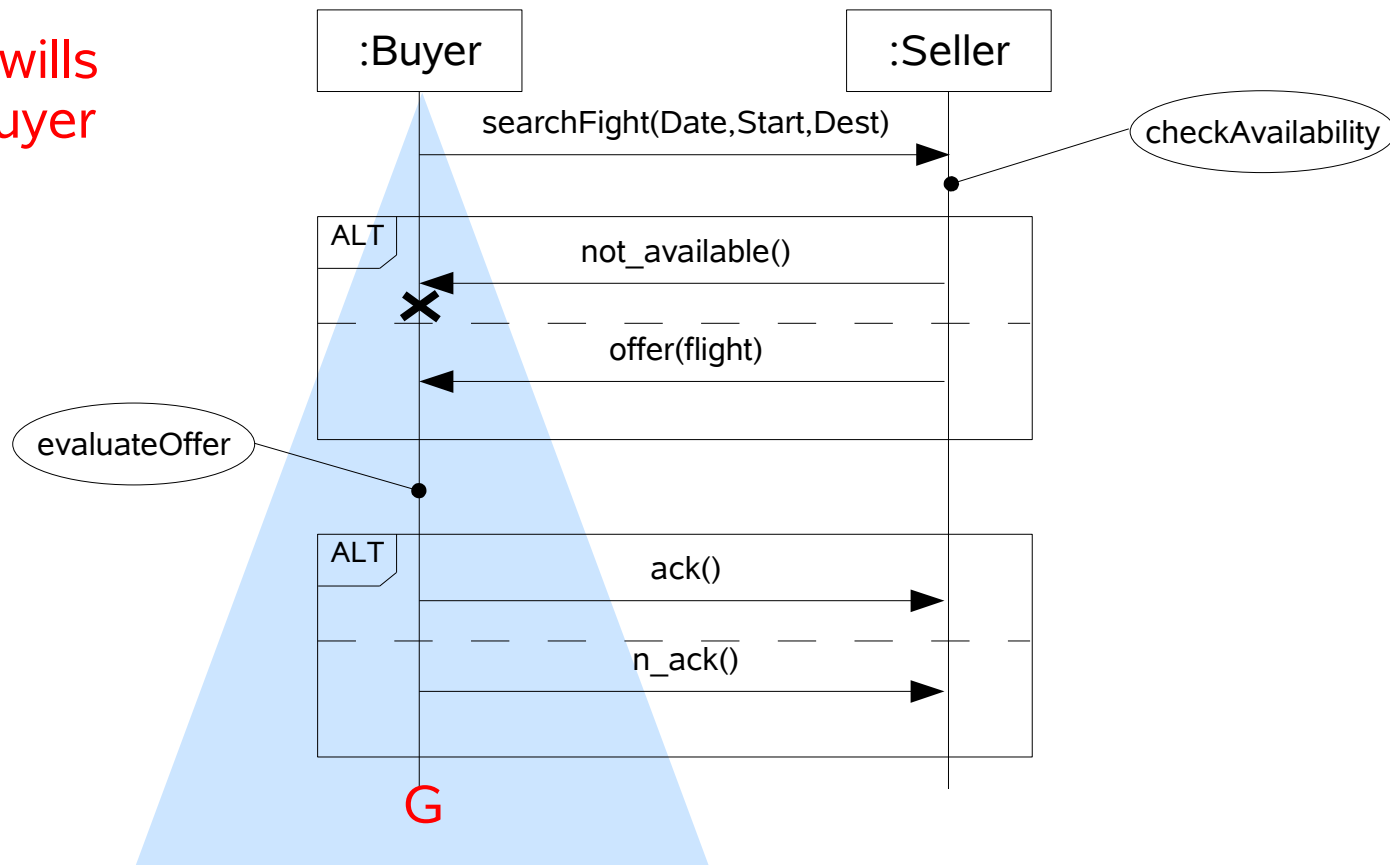 wills
uyer
:Buyer
:Seller
searchFight(Date,Start,Dest)
checkAvailability
ALT
not_available()
offer(flight)
evaluateOffer
ALT
ack()
n_ack()
G